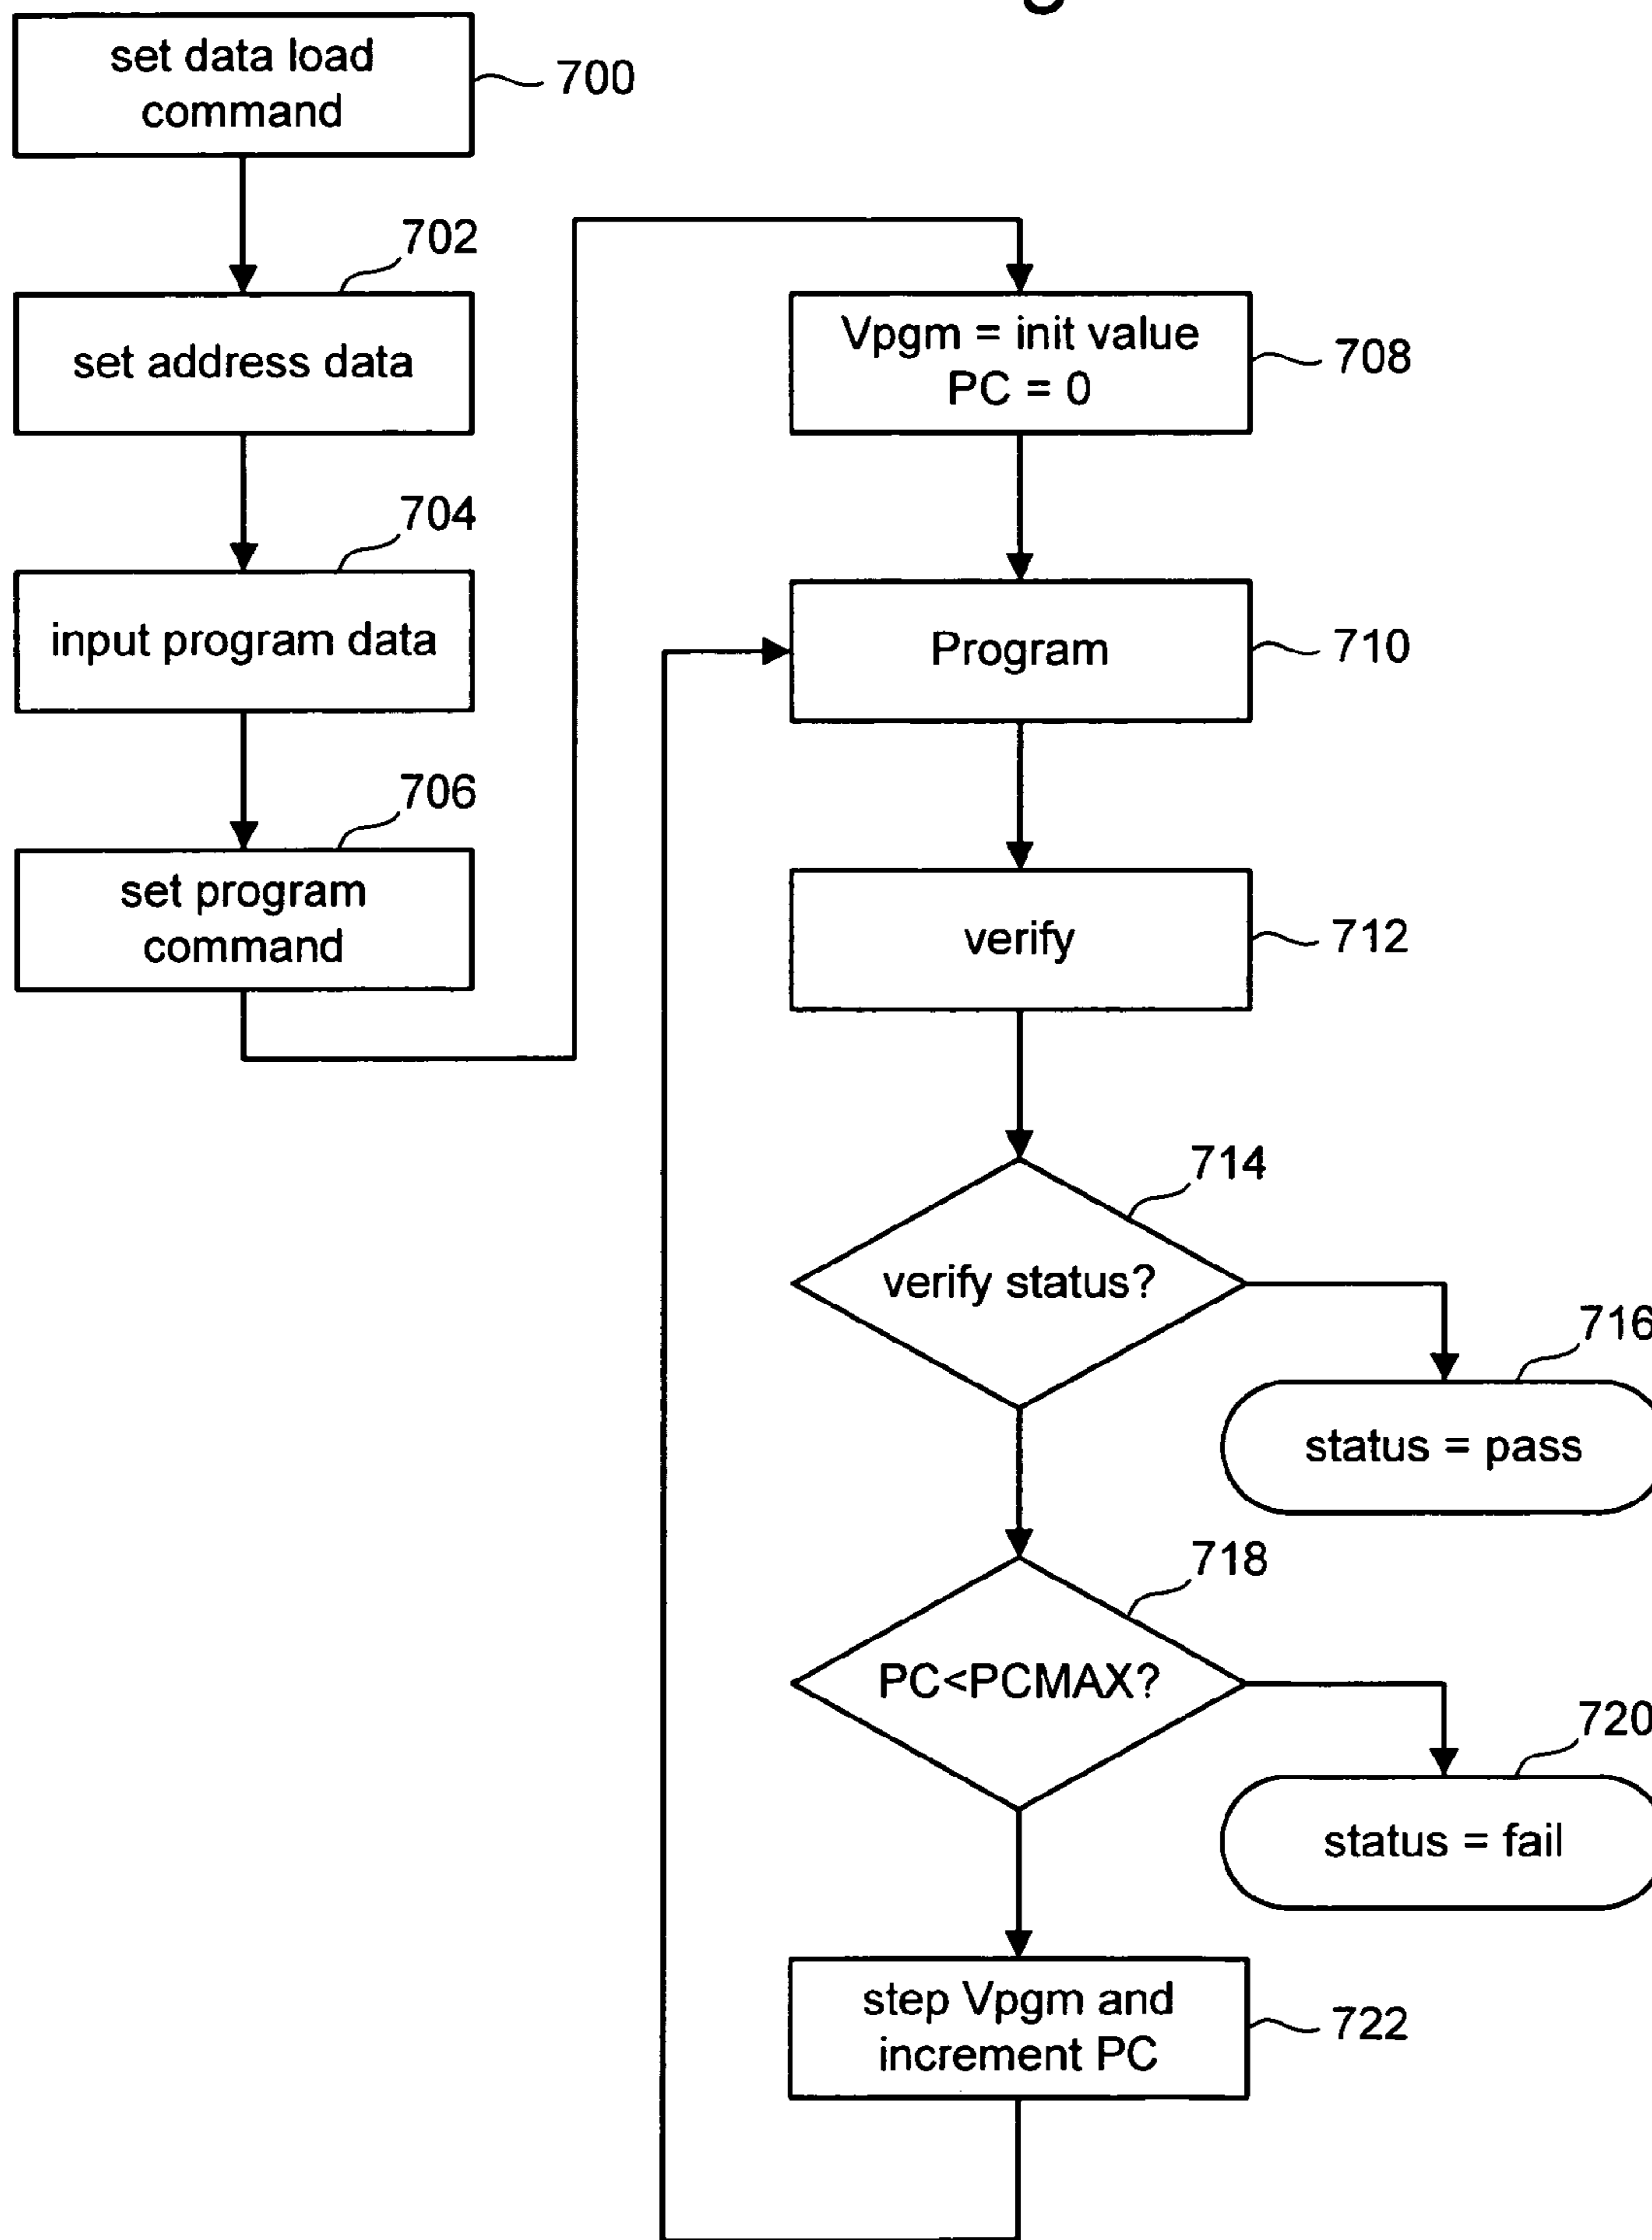 set data load
command
700
702
set address data
704
input program data
706
set program
command
Vpgm = init value
PC = 0
708
Program
710
verify
712
714
verify status?
716
status = pass
718
PC<PCMAX?
720
status = fail
step Vpgm and
increment PC
722